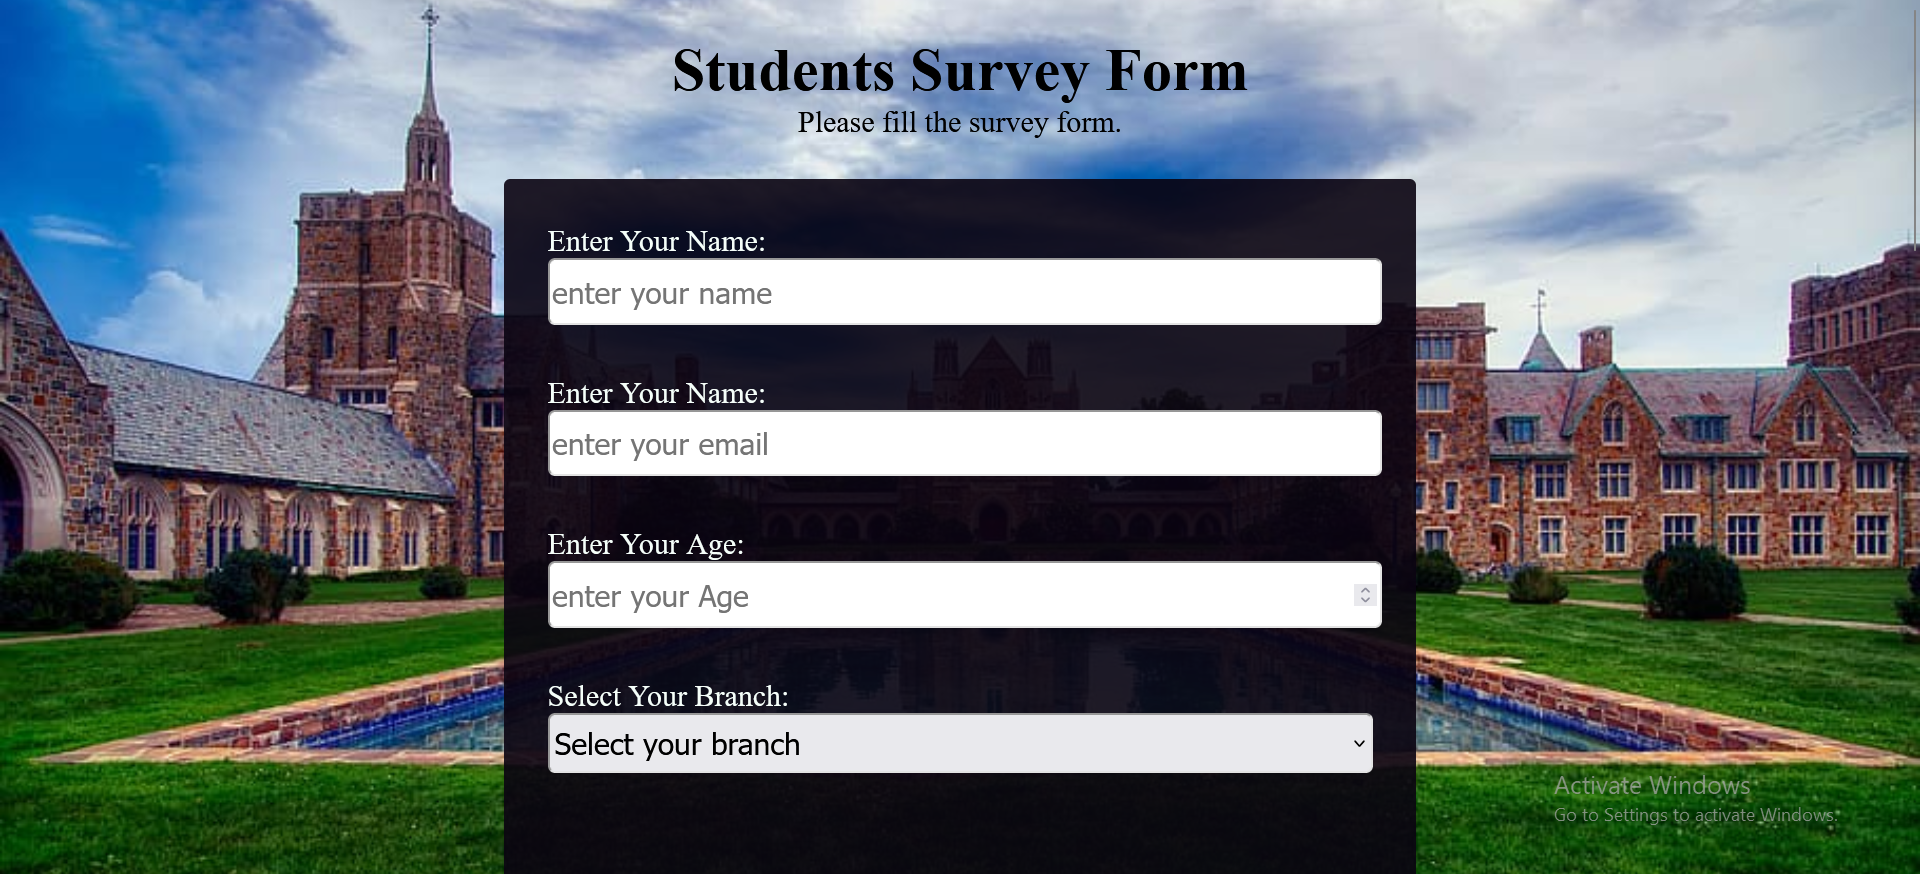 Students Survey Form
Please fill the survey form.
Enter Your Name:
enter your name
Enter Your Name:
enter your email
Enter Your Age:
enter your Age
Select Your Branch:
Select your branch
Activate Windows
Go to Settings to activate Windows.